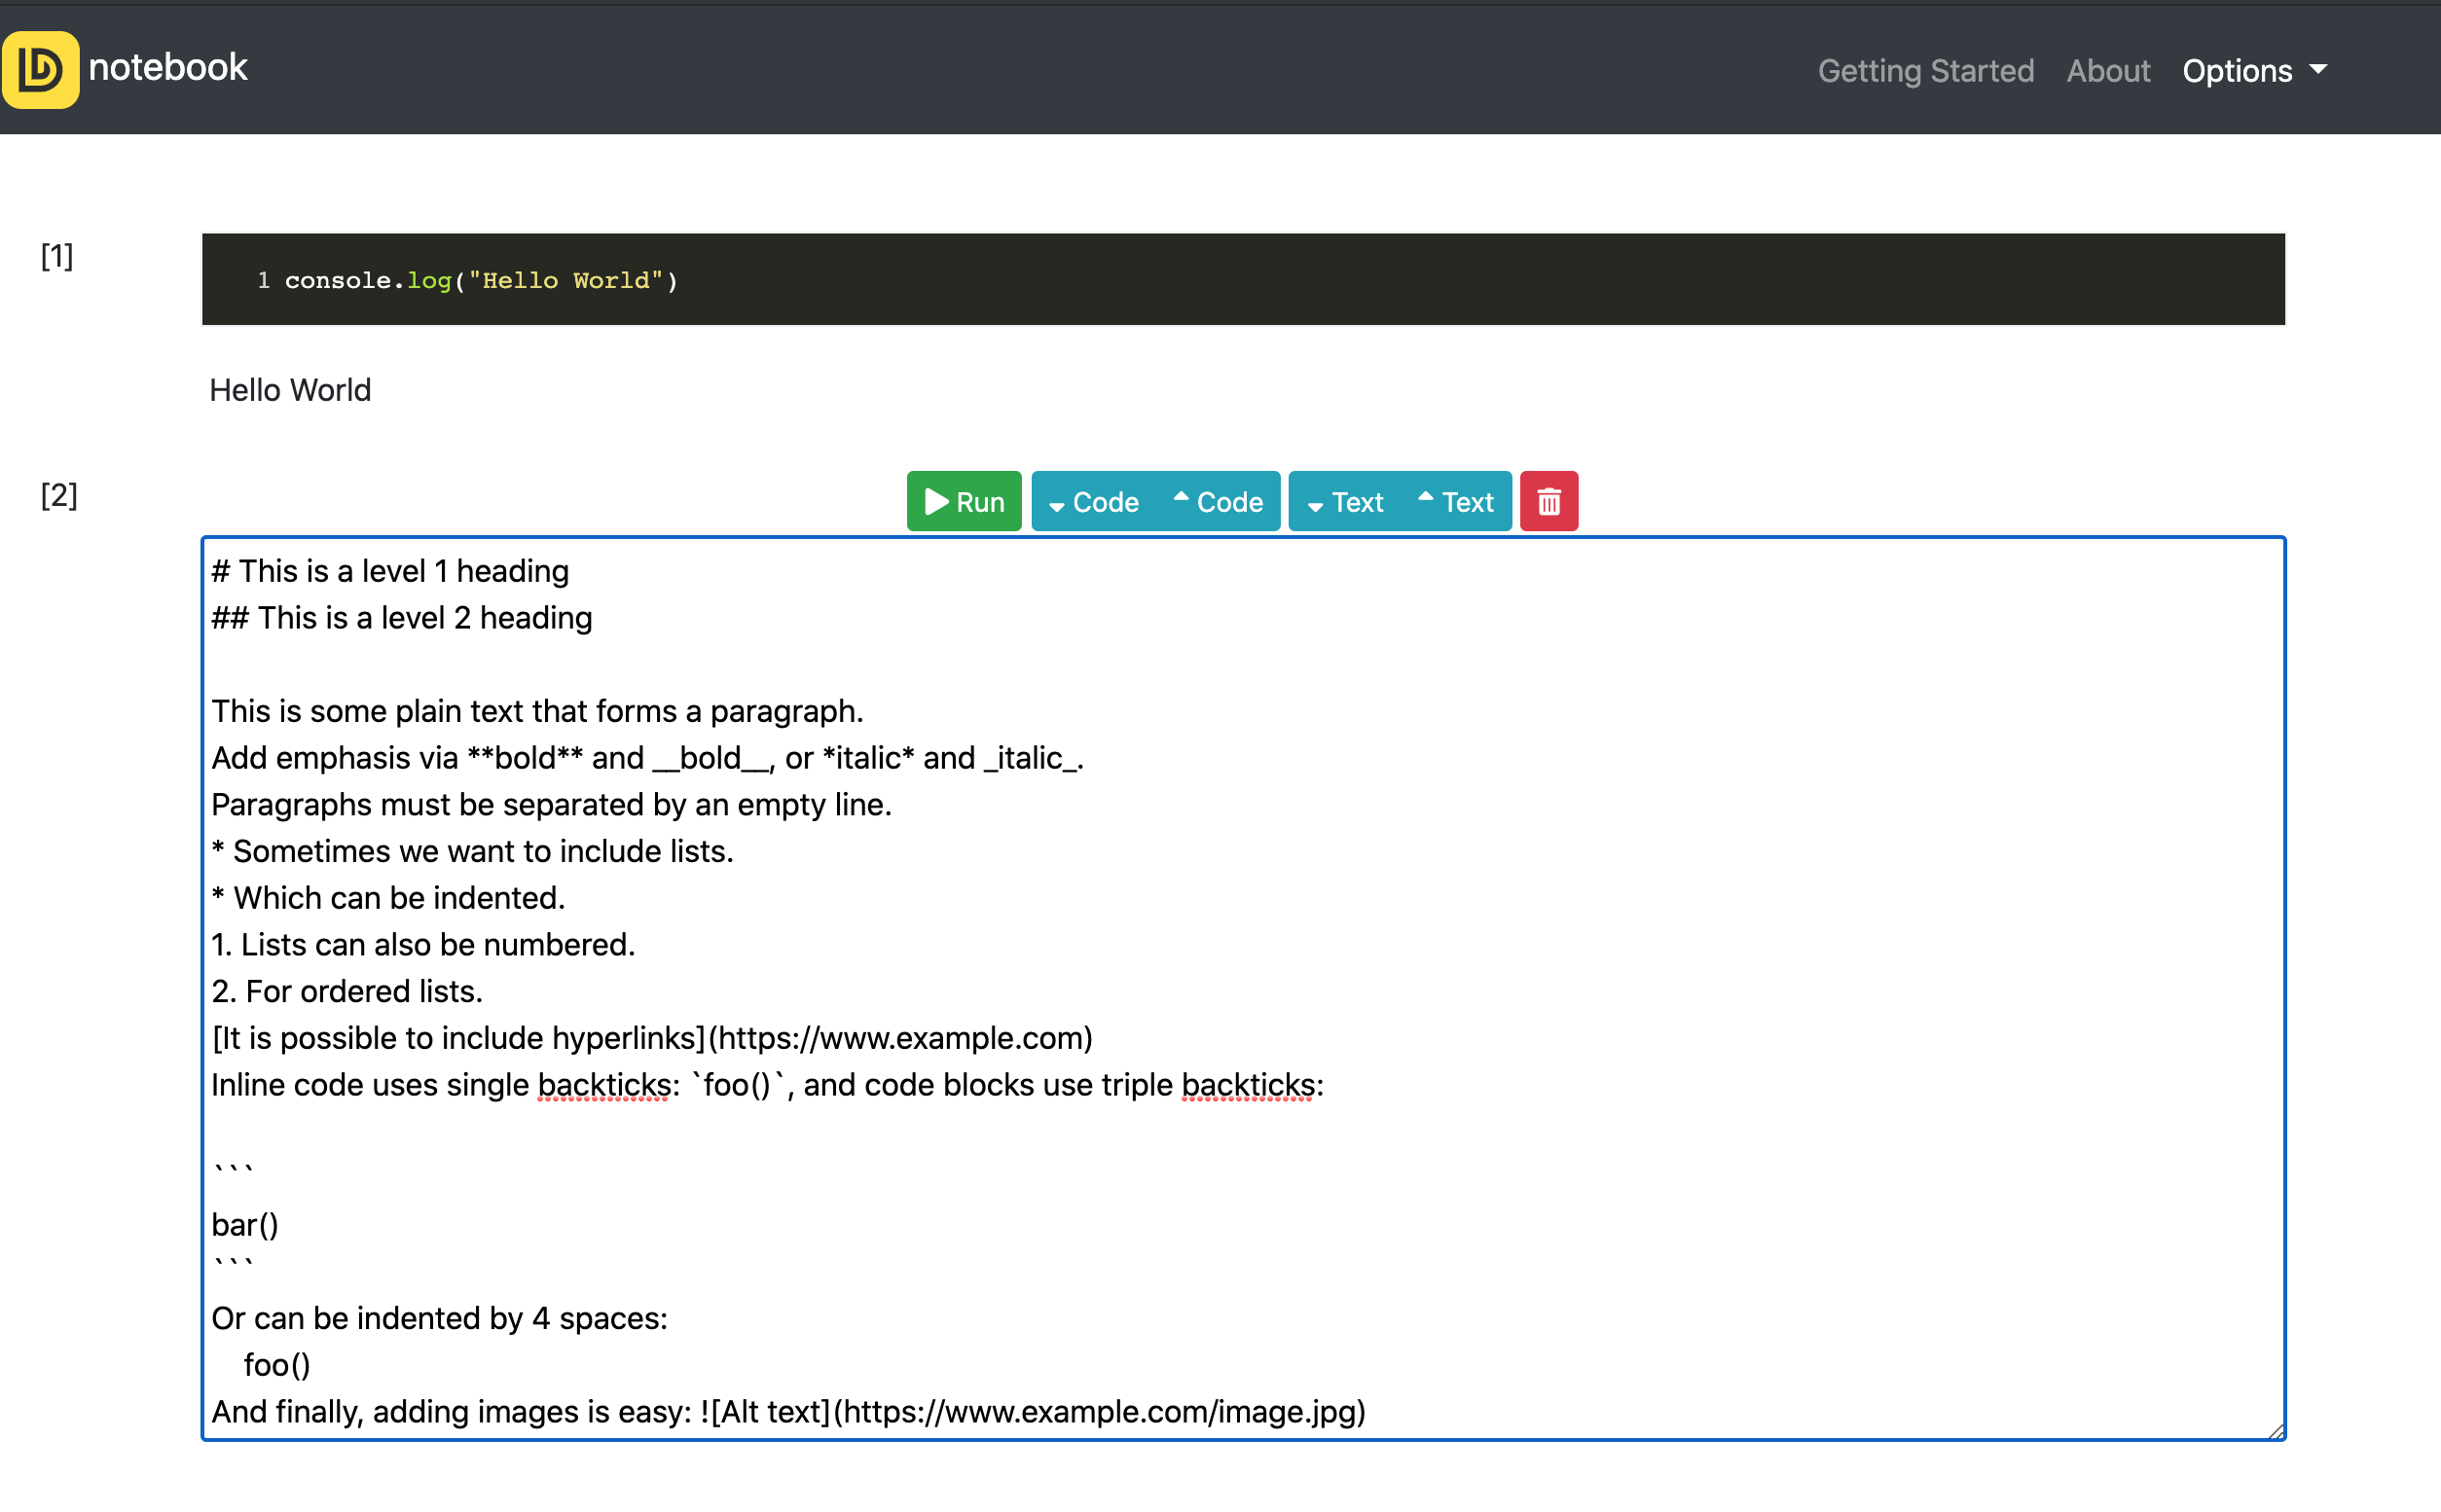 notebook
Getting Started About Options
[1]
1 console.log("Hello World")
Hello World
[2]
Run Code Code Text Text
# This is a level 1 heading
## This is a level 2 heading
This is some plain text that forms a paragraph.
Add emphasis via **bold** and __bold__, or *italic* and _italic_.
Paragraphs must be separated by an empty line.
* Sometimes we want to include lists.
* Which can be indented.
1. Lists can also be numbered.
2. For ordered lists.
[It is possible to include hyperlinks](https://www.example.com)
Inline code uses single backticks: `foo()`, and code blocks use triple backticks:
```
bar()
```
Or can be indented by 4 spaces:
    foo()
And finally, adding images is easy: ![Alt text](https://www.example.com/image.jpg)